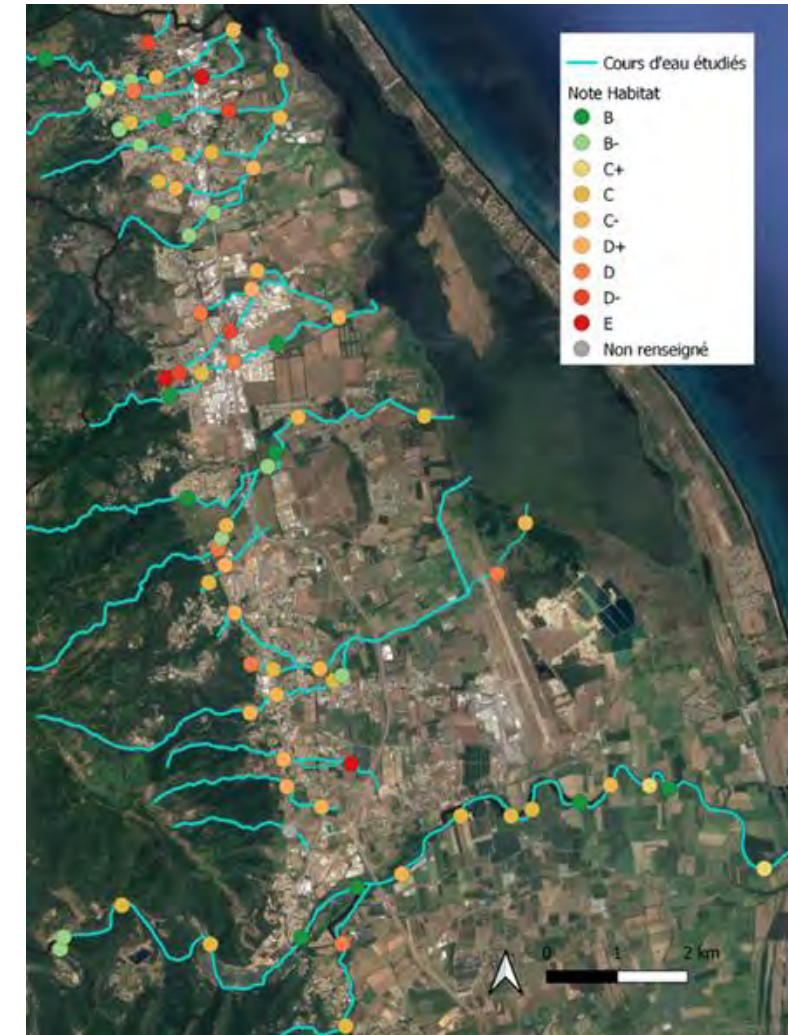 Cours d'eau étudiés
Note Habitat
B
B-
C+
C
C-
D+
D
D-
E
Non renseigné
0 1 2 km